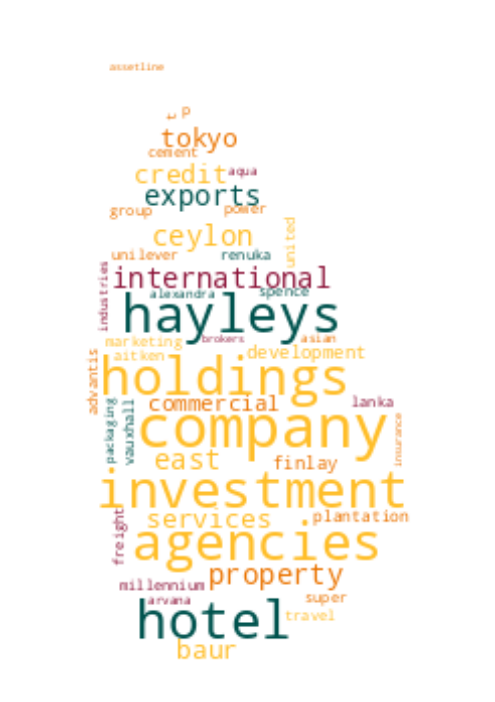 assetline
t d
tokyo
cement
credit aqua
exports
group power
ceylon united
unilever renuka
industries international
alexandra spence
hayleys
marketing brokers asian
aitken development
advantis holdings
commercial lanka
packaging vauxhall company insurance
east finlay
investment
freight services plantation
agencies
property
millennium
arvana super
hotel travel
baur